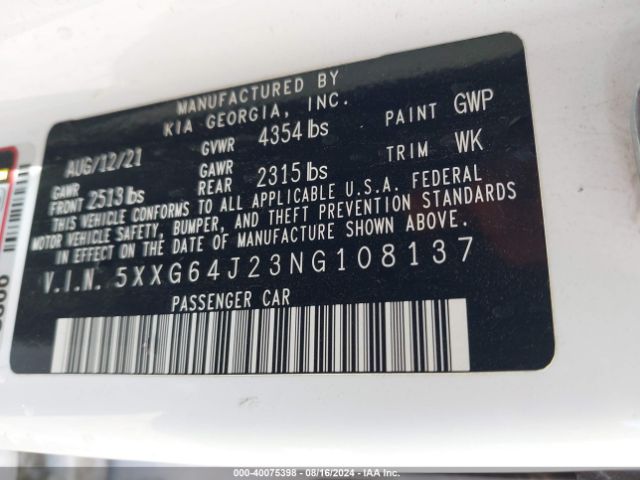 MANUFACTURED BY
KIA GEORGIA, INC.
AUG/12/21 GVWR 4354 lbs PAINT GWP
GAWR FRONT 2513 lbs GAWR REAR 2315 lbs TRIM WK
THIS VEHICLE CONFORMS TO ALL APPLICABLE U.S.A. FEDERAL
MOTOR VEHICLE SAFETY, BUMPER, AND THEFT PREVENTION STANDARDS
IN EFFECT ON THE DATE OF MANUFACTURE SHOWN ABOVE.
V.I.N. 5XXG64J23NG108137
PASSENGER CAR
000-40075398 - 08/16/2024 - COPART.COM